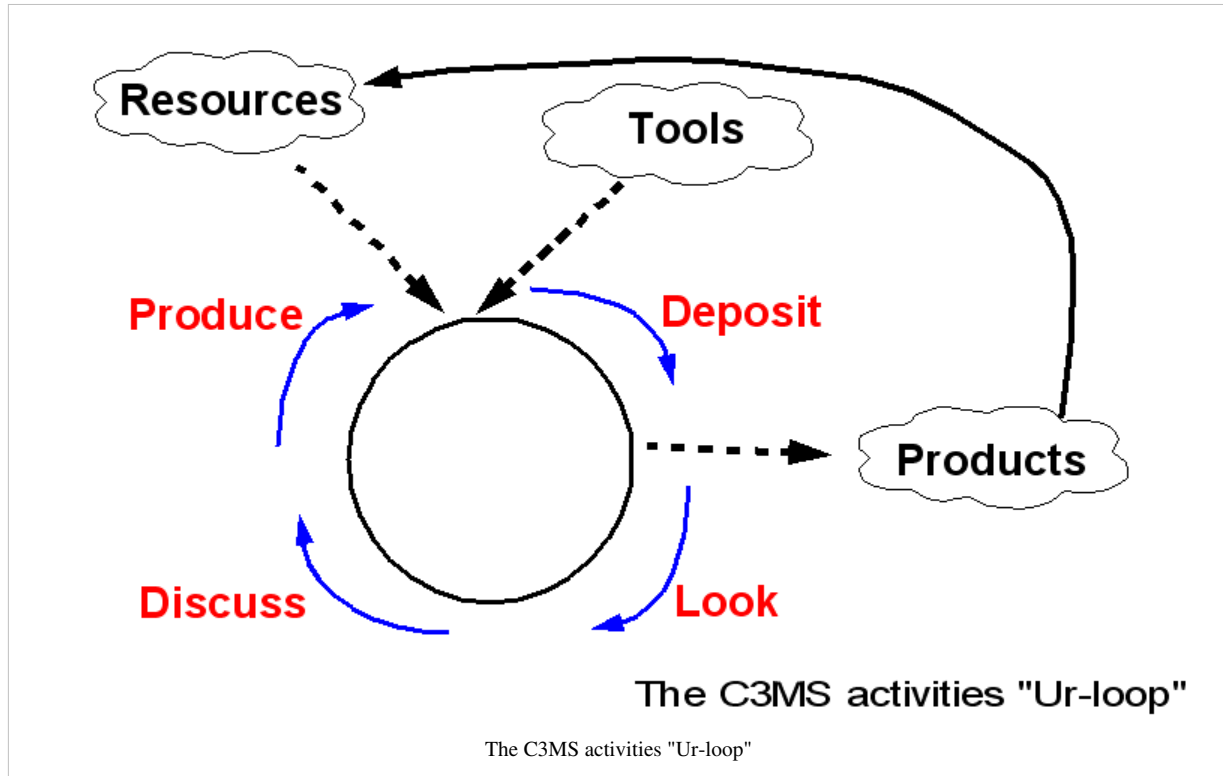 Resources
Tools
Produce
Deposit
Products
Discuss
Look
The C3MS activities "Ur-loop"
The C3MS activities "Ur-loop"